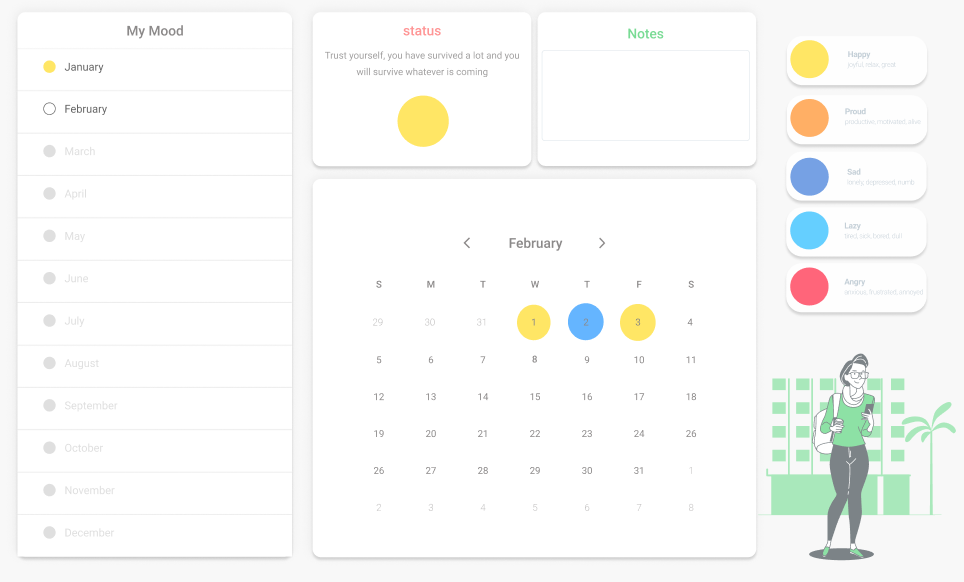 My Mood
January
February
March
April
May
June
July
August
September
October
November
December
status
Trust yourself, you have survived a lot and you
will survive whatever is coming
Notes
February
S M T W T F S
29 30 31 1 2 3 4
5 6 7 8 9 10 11
12 13 14 15 16 17 18
19 20 21 22 23 24 26
26 27 28 29 30 31 1
2 3 4 5 6 7 8
Happy
joyful, relax, great
Proud
productive, motivated, alive
Sad
lonely, depressed, numb
Lazy
tired, sick, bored, dull
Angry
anxious, frustrated, annoyed